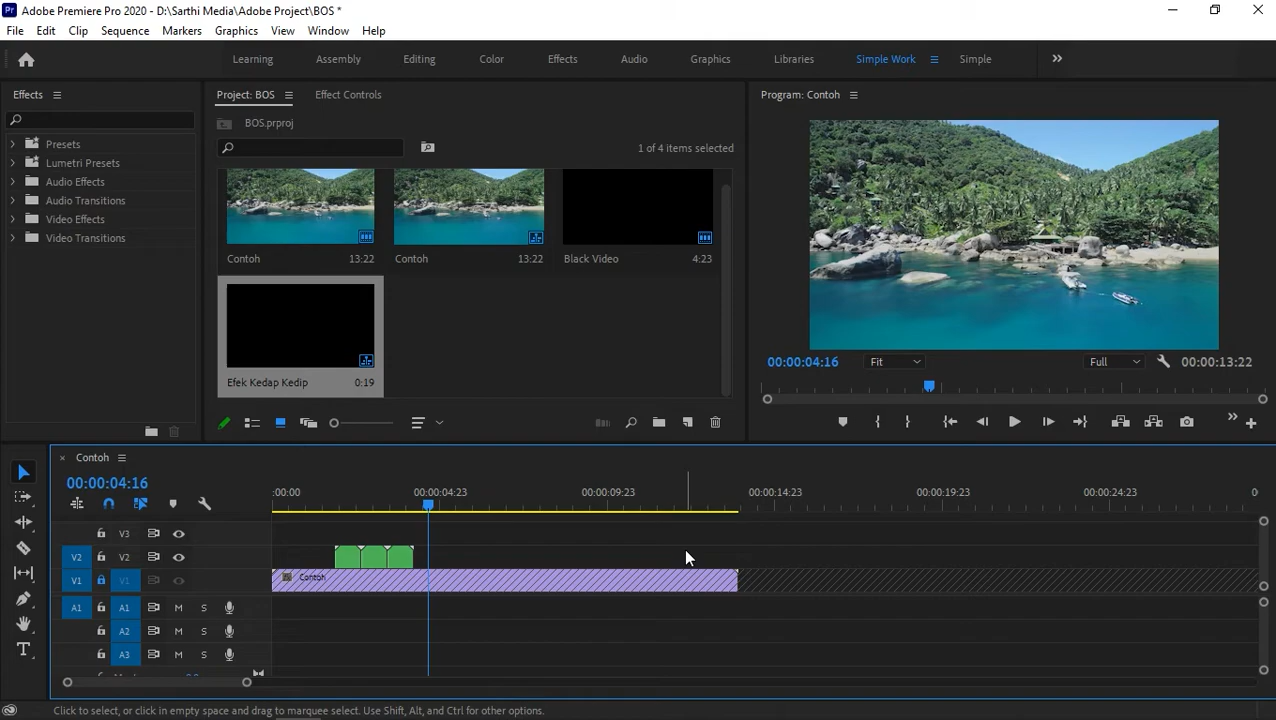 Pr Adobe Premiere Pro 2020 - D:\Sarthi Media\Adobe Project\BOS *
File Edit Clip Sequence Markers Graphics View Window Help
Learning Assembly Editing Color Effects Audio Graphics Libraries Simple Work Simple
Effects
Presets
Lumetri Presets
Audio Effects
Audio Transitions
Video Effects
Video Transitions
Project: BOS Effect Controls
BOS.prproj
1 of 4 items selected
Contoh 13:22 Contoh 13:22 Black Video 4:23
Efek Kedap Kedip 0:19
Program: Contoh
00:00:04:16 Fit Full 00:00:13:22
Contoh
00:00:04:16
:00:00 00:00:04:23 00:00:09:23 00:00:14:23 00:00:19:23 00:00:24:23 0
V3
V2 V2
V1 V1 Contoh
A1 A1 M S
A2 M S
A3 M S
Click to select, or click in empty space and drag to marquee select. Use Shift, Alt, and Ctrl for other options.